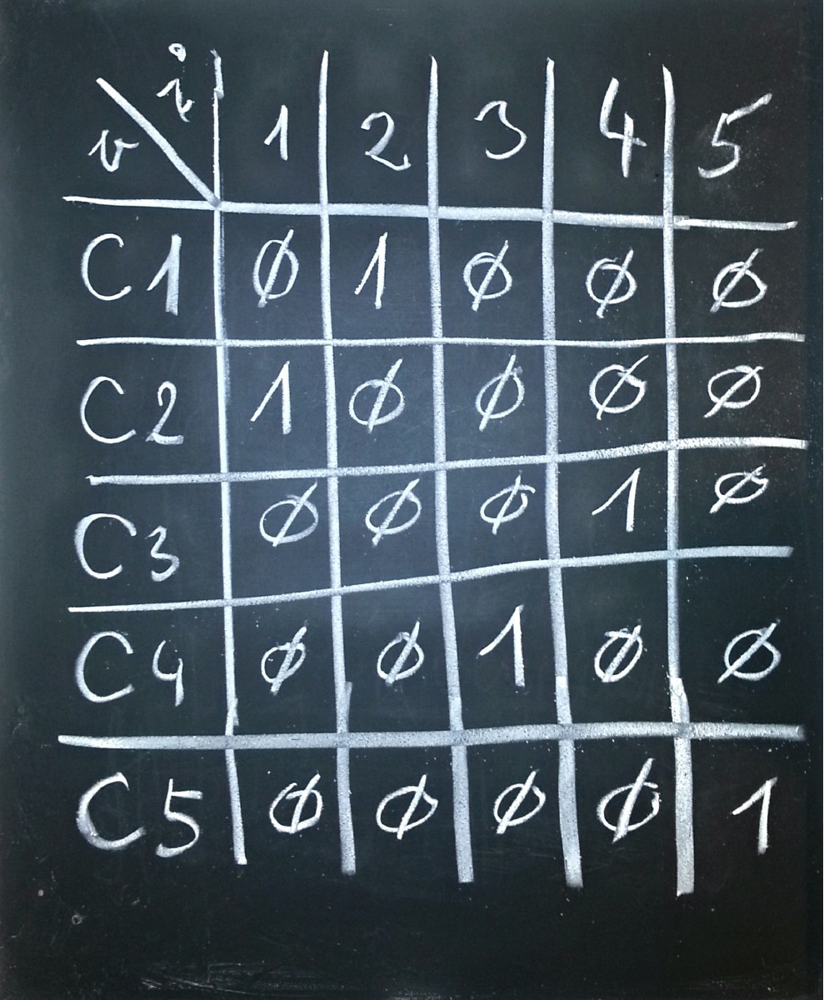 v i 1 2 3 4 5
C1 Ø 1 Ø Ø Ø
C2 1 Ø Ø Ø Ø
C3 Ø Ø Ø 1 Ø
C4 Ø Ø 1 Ø Ø
C5 Ø Ø Ø Ø 1